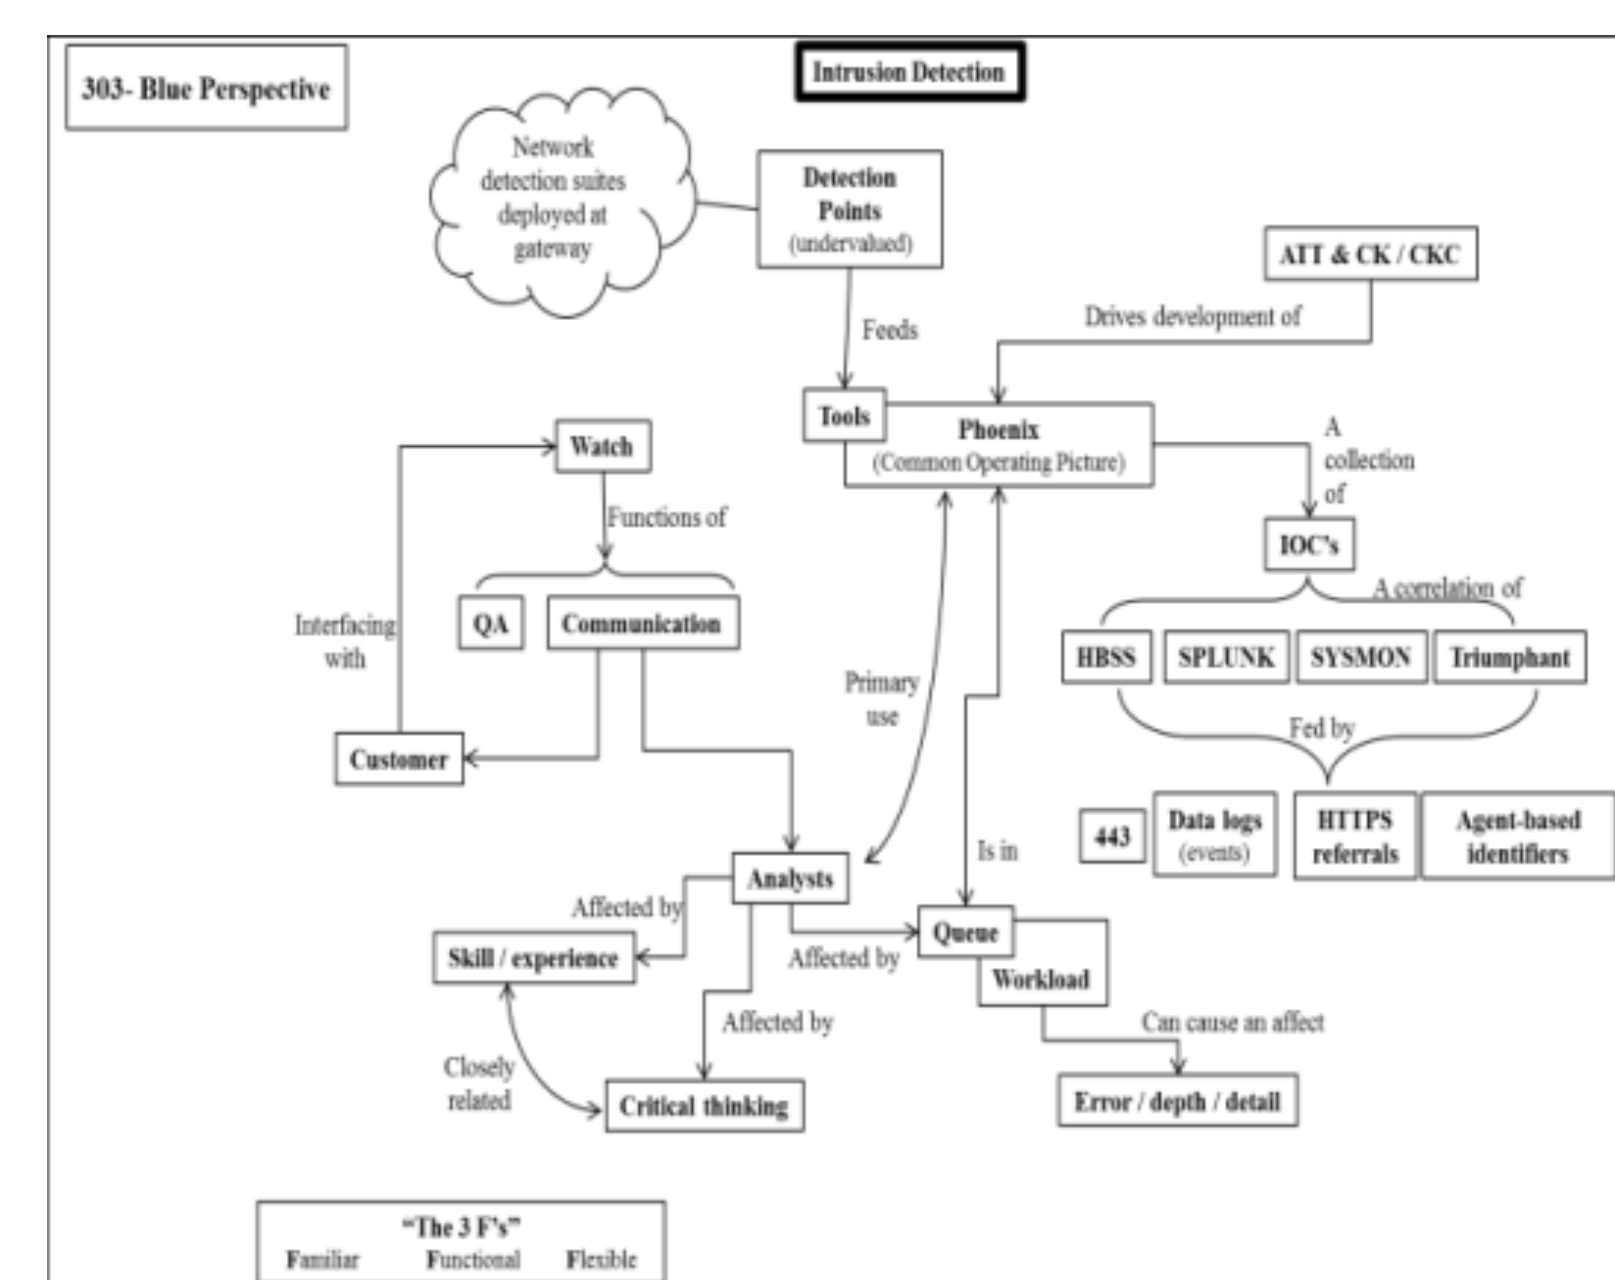 303- Blue Perspective
Intrusion Detection
Network
detection suites
deployed at
gateway
Detection
Points
(undervalued)
ATT & CK / CKC
Drives development of
Feeds
Tools
Phoenix
(Common Operating Picture)
A
collection
of
Watch
Functions of
IOC's
A correlation of
QA
Communication
Interfacing
with
HBSS
SPLUNK
SYSMON
Triumphant
Primary
use
Fed by
Customer
443
Data logs
(events)
HTTPS
referrals
Agent-based
identifiers
Is in
Analysts
Affected by
Skill / experience
Affected by
Queue
Workload
Affected by
Can cause an affect
Closely
related
Critical thinking
Error / depth / detail
“The 3 F’s”
Familiar Functional Flexible